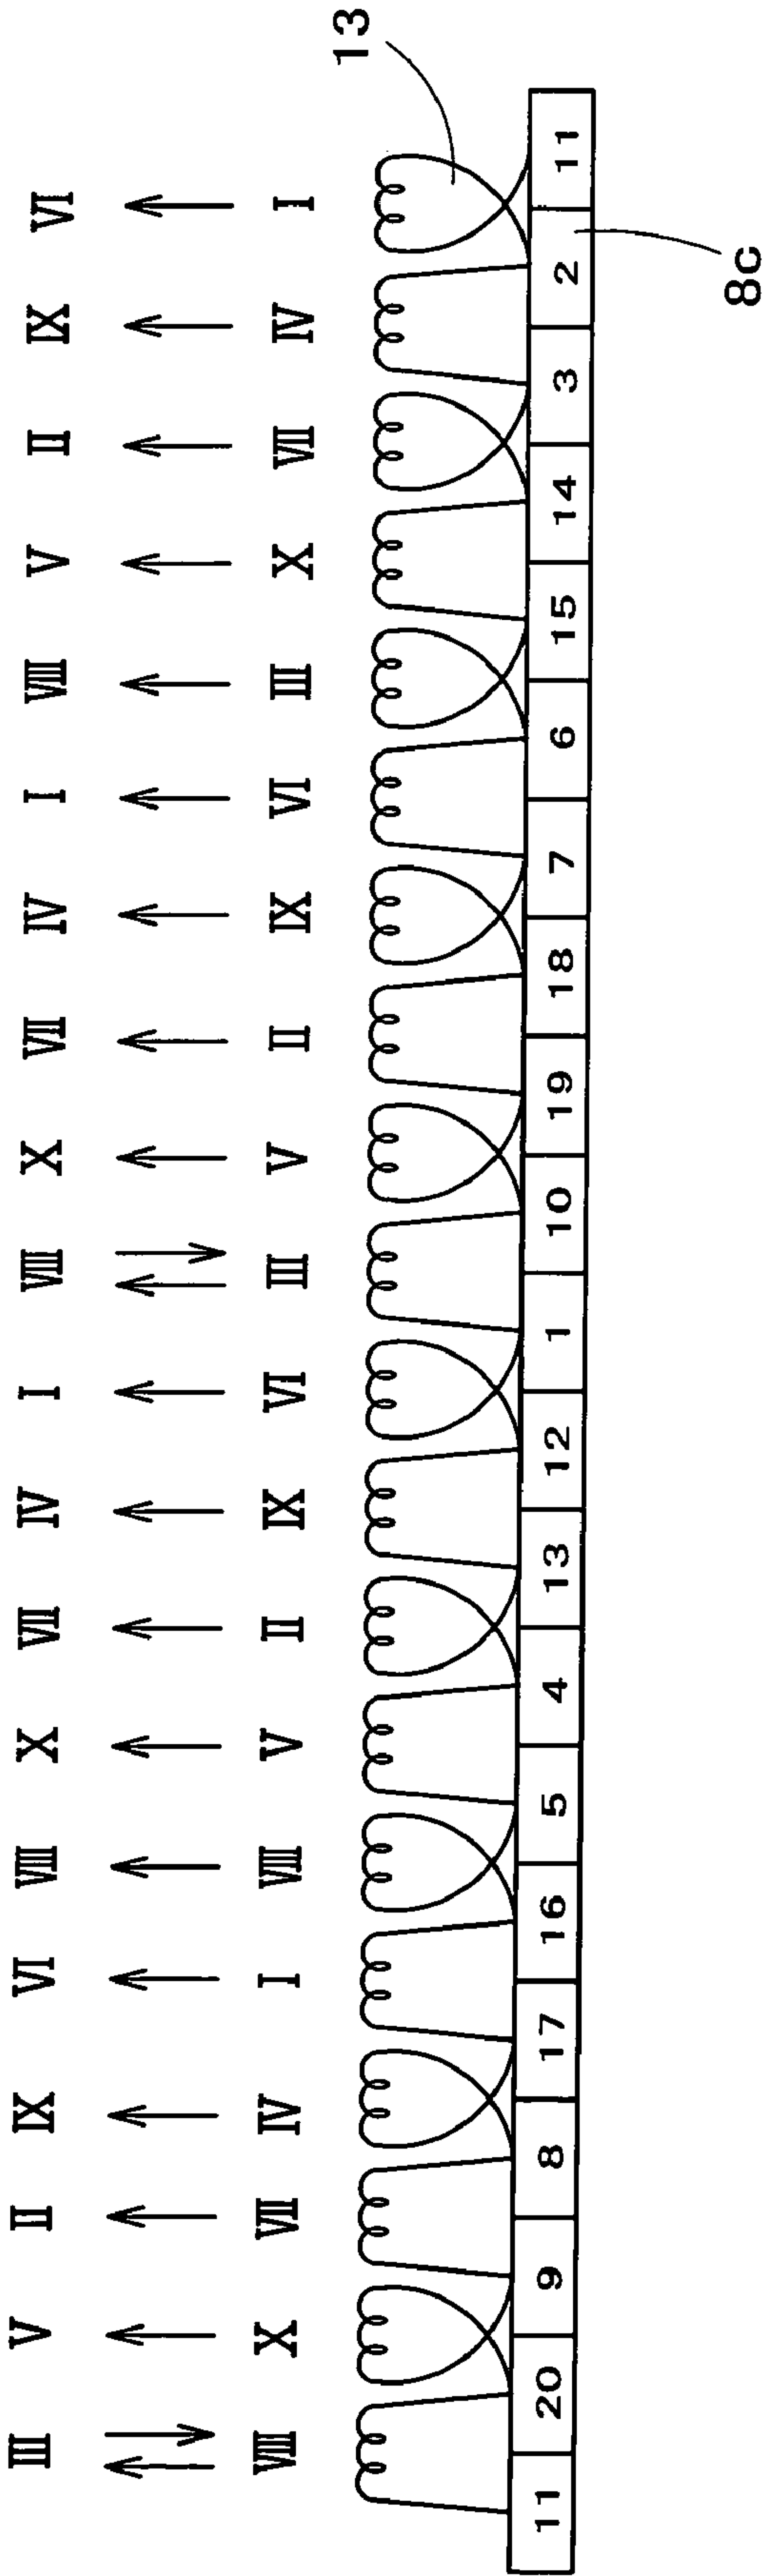 III V II IX VI VIII X VII IV I VIII X VII IV I VIII V II IX VI
VIII X VII IV I VIII V II IX VI III V II IX VI III X VII IV I
13
11 20 9 8 17 16 5 4 13 12 1 10 19 18 7 6 15 14 3 2 11
8c